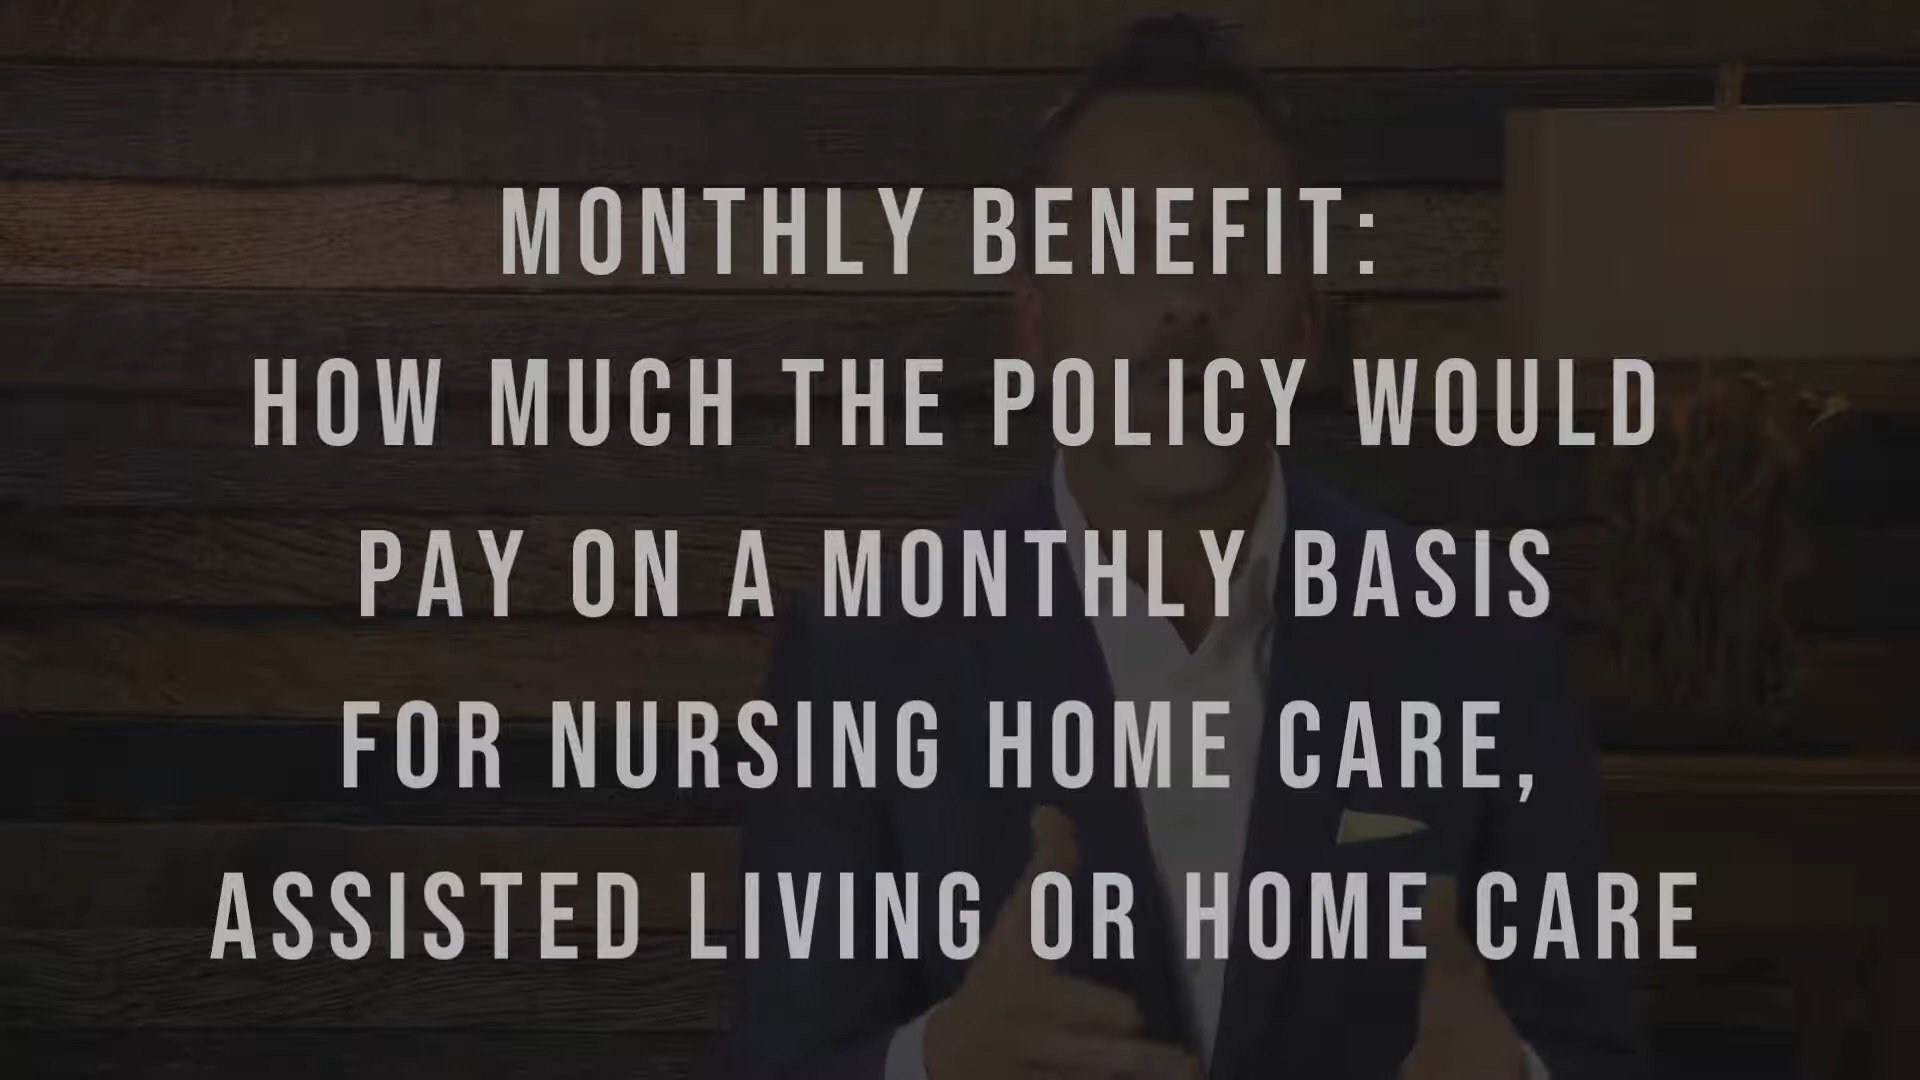 MONTHLY BENEFIT:
HOW MUCH THE POLICY WOULD
PAY ON A MONTHLY BASIS
FOR NURSING HOME CARE,
ASSISTED LIVING OR HOME CARE